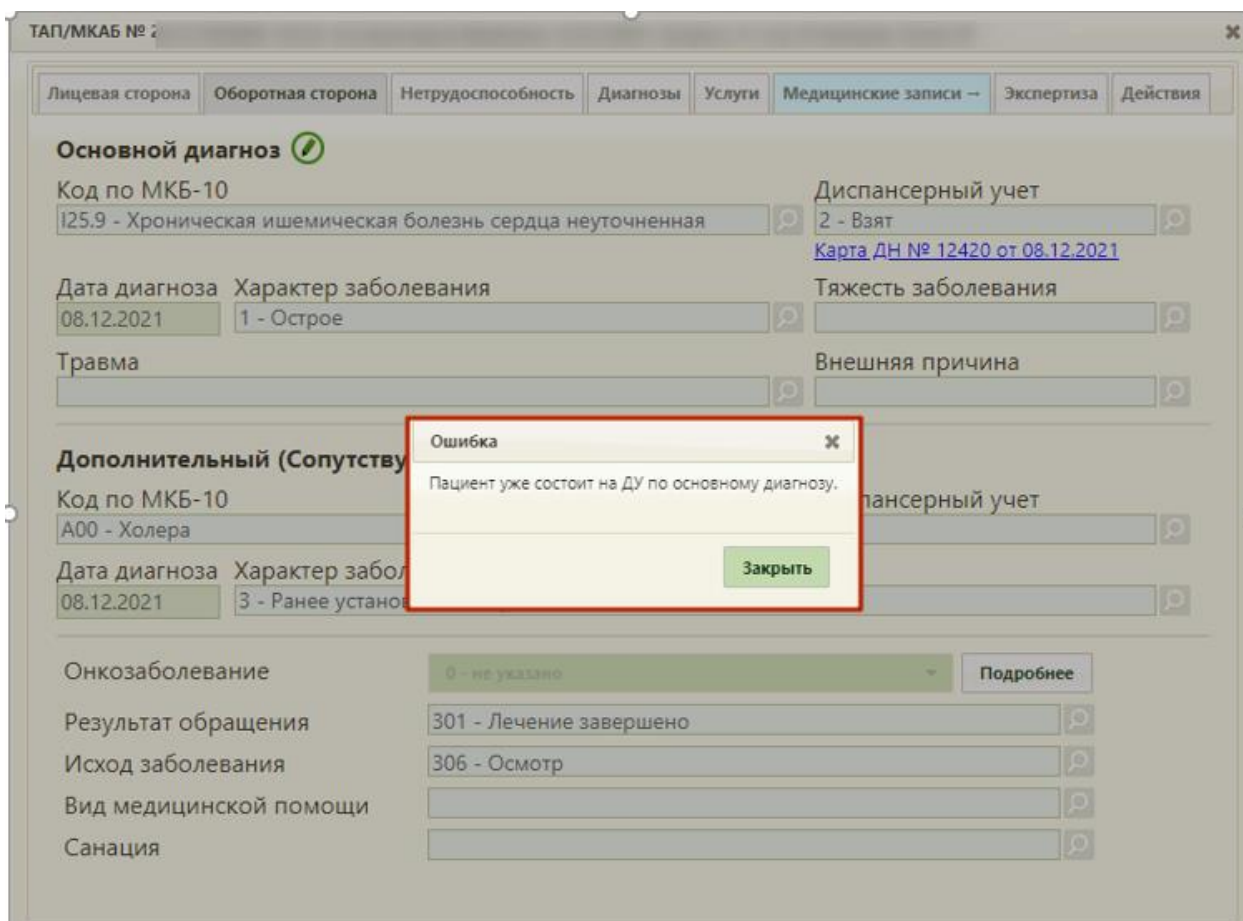 ТАП/МКАБ № 2
Лицевая сторона Оборотная сторона Нетрудоспособность Диагнозы Услуги Медицинские записи → Экспертиза Действия
Основной диагноз
Код по МКБ-10 Диспансерный учет
I25.9 - Хроническая ишемическая болезнь сердца неуточненная 2 - Взят
Карта ДН № 12420 от 08.12.2021
Дата диагноза Характер заболевания Тяжесть заболевания
08.12.2021 1 - Острое
Травма Внешняя причина
Ошибка
Пациент уже состоит на ДУ по основному диагнозу.
Закрыть
Дополнительный (Сопутству
Код по МКБ-10 пансерный учет
A00 - Холера
Дата диагноза Характер забол
08.12.2021 3 - Ранее устано
Онкозаболевание 0 - не указано Подробнее
Результат обращения 301 - Лечение завершено
Исход заболевания 306 - Осмотр
Вид медицинской помощи
Санация